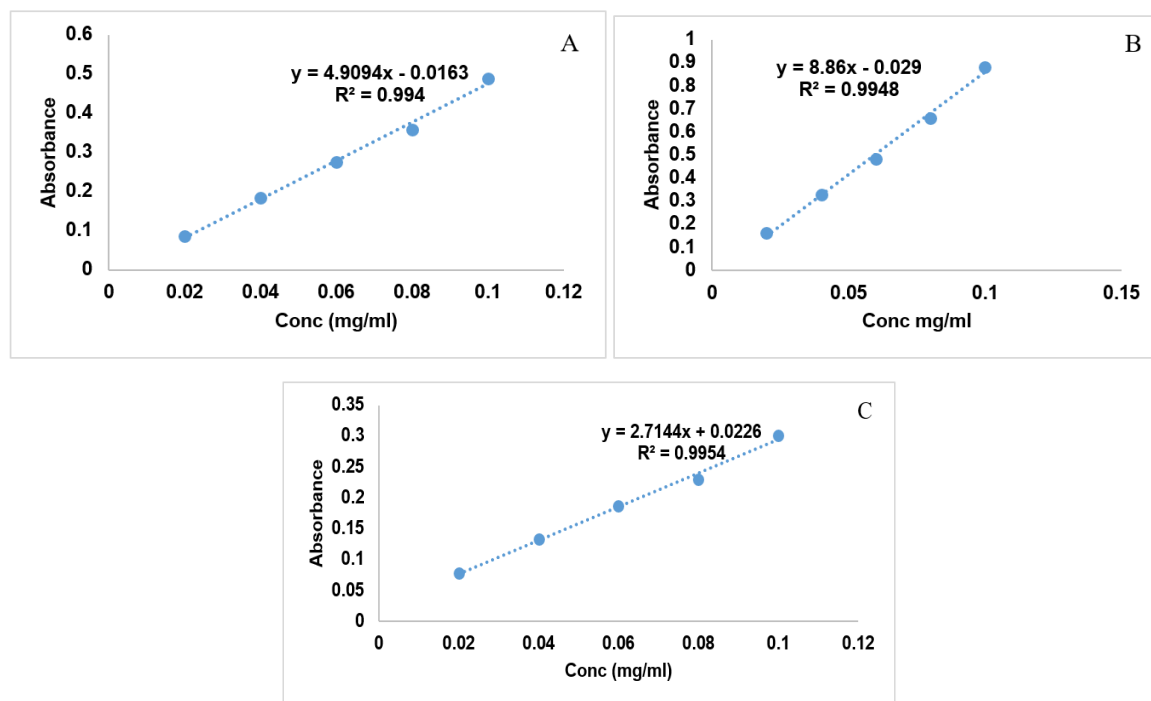 A
y = 4.9094x - 0.0163
R² = 0.994
0.6
0.5
0.4
0.3
0.2
0.1
0
Absorbance
0 0.02 0.04 0.06 0.08 0.1 0.12
Conc (mg/ml)
B
y = 8.86x - 0.029
R² = 0.9948
1
0.9
0.8
0.7
0.6
0.5
0.4
0.3
0.2
0.1
0
Absorbance
0 0.05 0.1 0.15
Conc mg/ml
C
y = 2.7144x + 0.0226
R² = 0.9954
0.35
0.3
0.25
0.2
0.15
0.1
0.05
0
Absorbance
0 0.02 0.04 0.06 0.08 0.1 0.12
Conc (mg/ml)